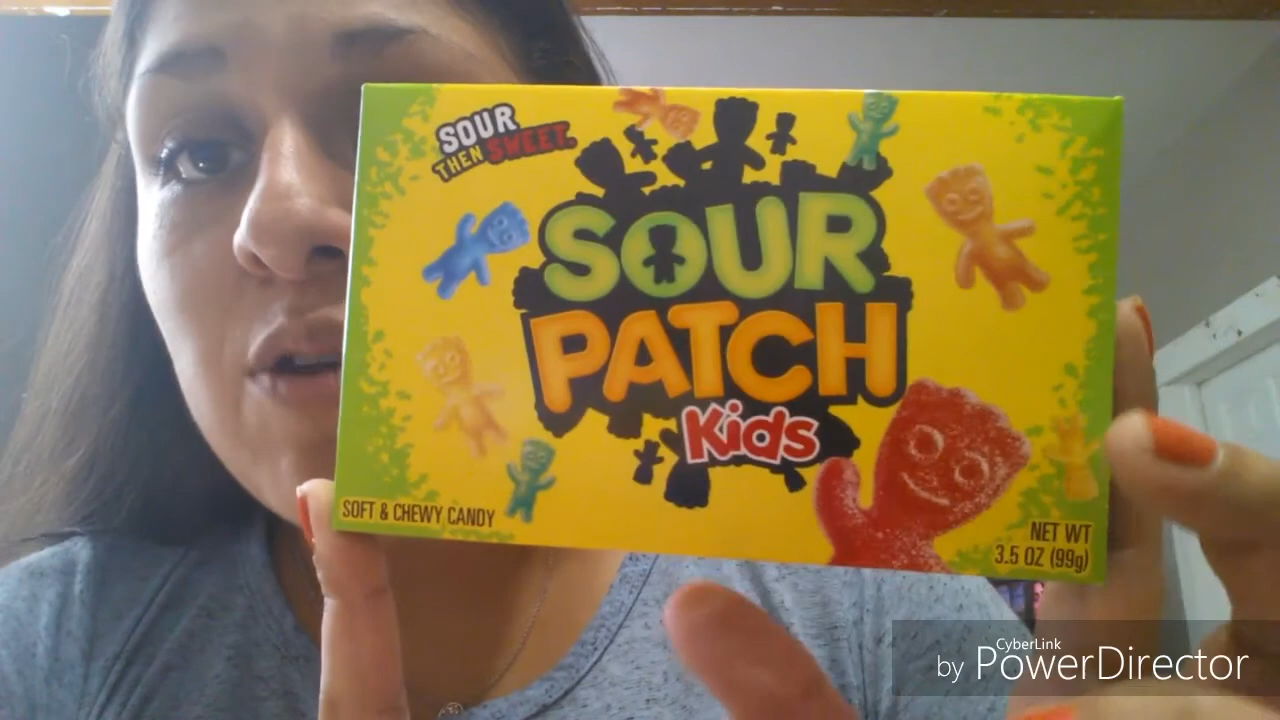 SOUR
THEN SWEET.
SOUR
PATCH
Kids
SOFT & CHEWY CANDY
NET WT
3.5 OZ (99g)
CyberLink
by PowerDirector